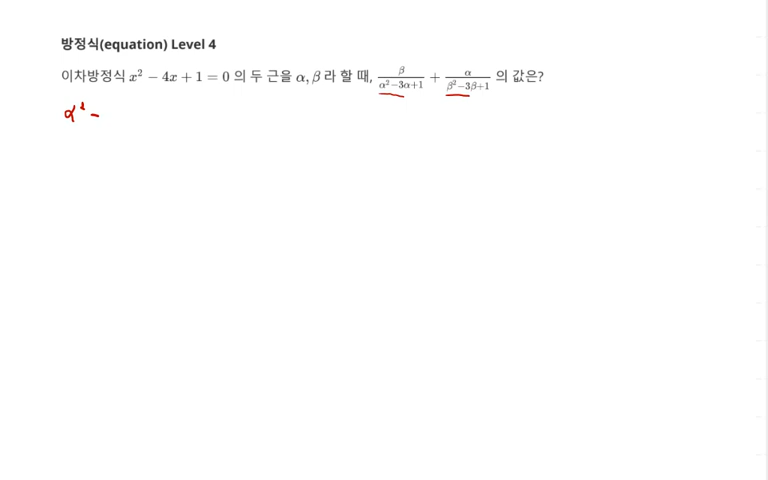 방정식(equation) Level 4
이차방정식 x² − 4x + 1 = 0 의 두 근을 α, β 라 할 때, β/(α²−3α+1) + α/(β²−3β+1) 의 값은?
α² −